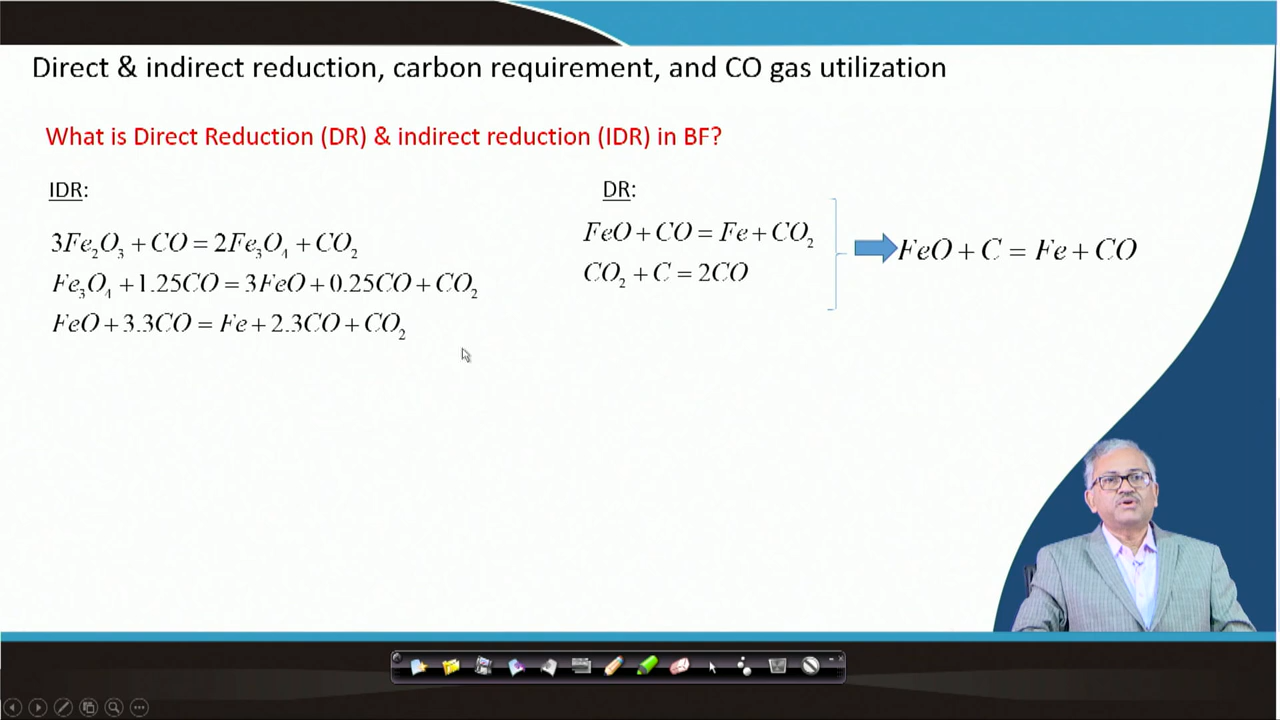 Direct & indirect reduction, carbon requirement, and CO gas utilization
What is Direct Reduction (DR) & indirect reduction (IDR) in BF?
IDR:
3Fe₂O₃ + CO = 2Fe₃O₄ + CO₂
Fe₃O₄ + 1.25CO = 3FeO + 0.25CO + CO₂
FeO + 3.3CO = Fe + 2.3CO + CO₂
DR:
FeO + CO = Fe + CO₂
CO₂ + C = 2CO
FeO + C = Fe + CO